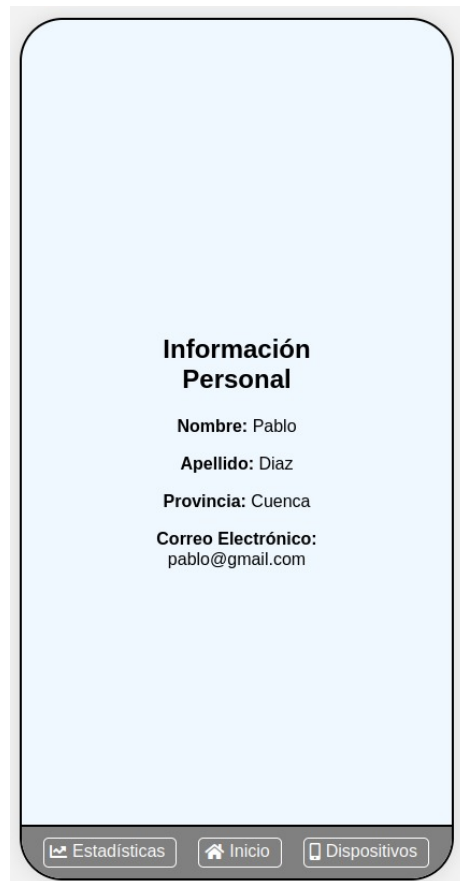 Información
Personal
Nombre: Pablo
Apellido: Diaz
Provincia: Cuenca
Correo Electrónico:
pablo@gmail.com
Estadísticas Inicio Dispositivos